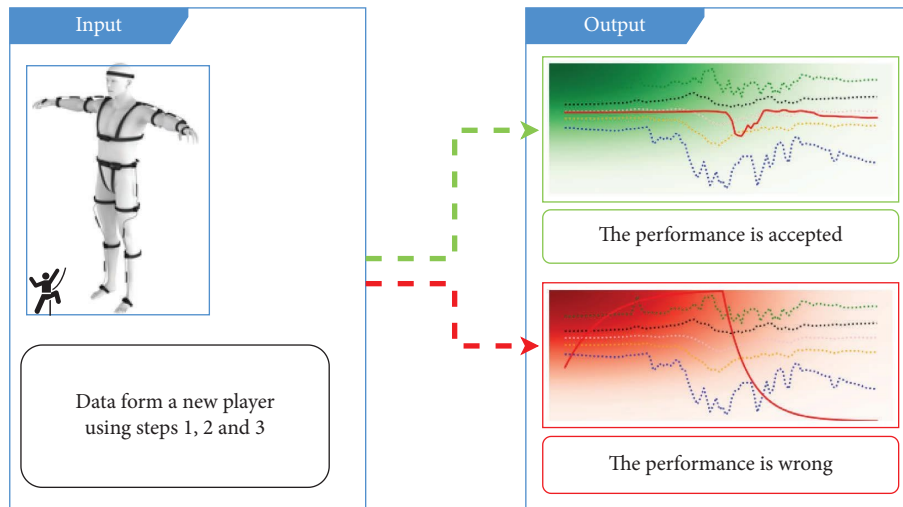 Input
Data form a new player
using steps 1, 2 and 3
Output
The performance is accepted
The performance is wrong